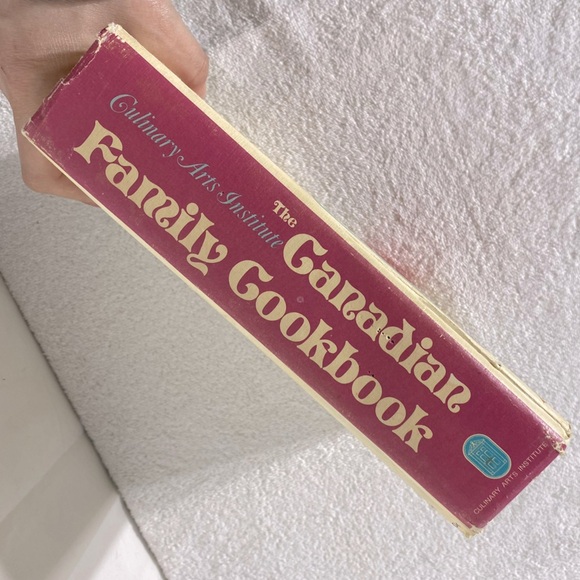 Culinary Arts Institute
The Canadian
Family Cookbook
CULINARY ARTS INSTITUTE